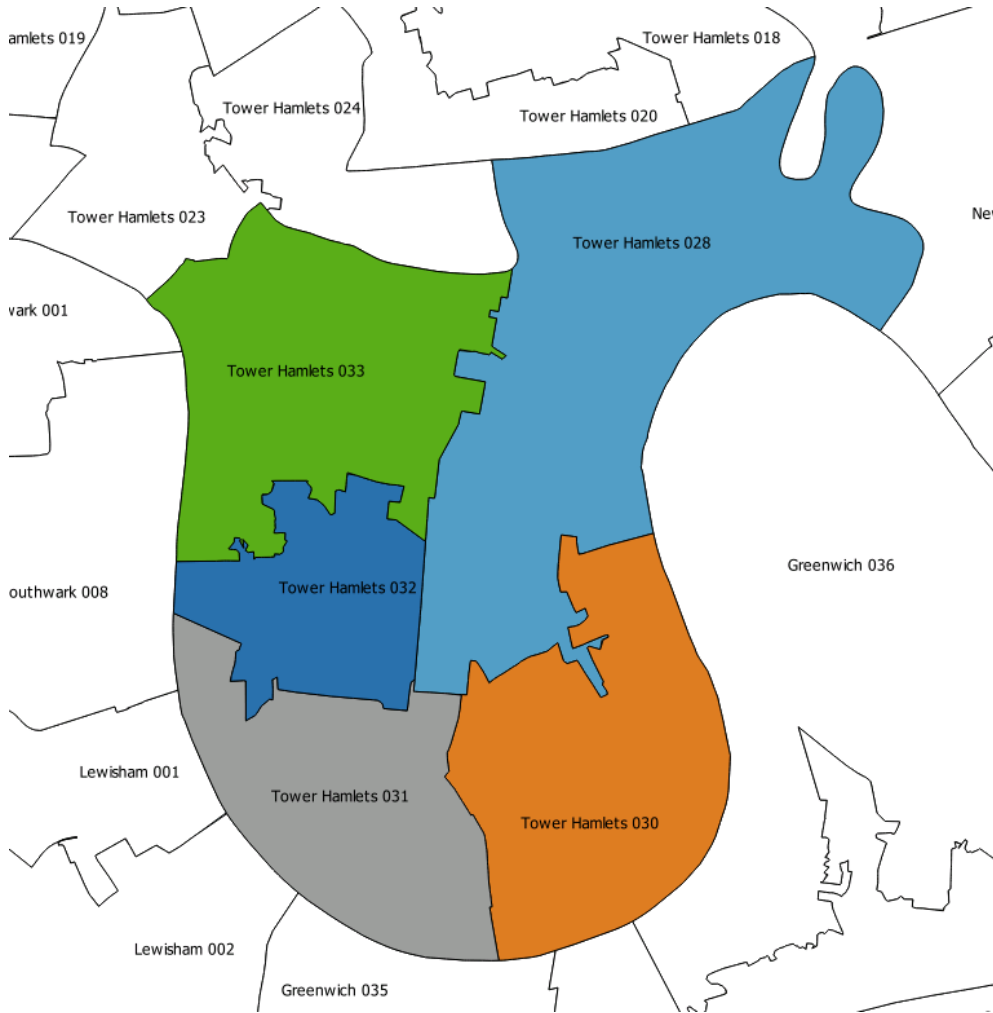 amlets 019
Tower Hamlets 018
Tower Hamlets 024
Tower Hamlets 020
Tower Hamlets 023
Ne
Tower Hamlets 028
wark 001
Tower Hamlets 033
Greenwich 036
Tower Hamlets 032
outhwark 008
Lewisham 001
Tower Hamlets 031
Tower Hamlets 030
Lewisham 002
Greenwich 035